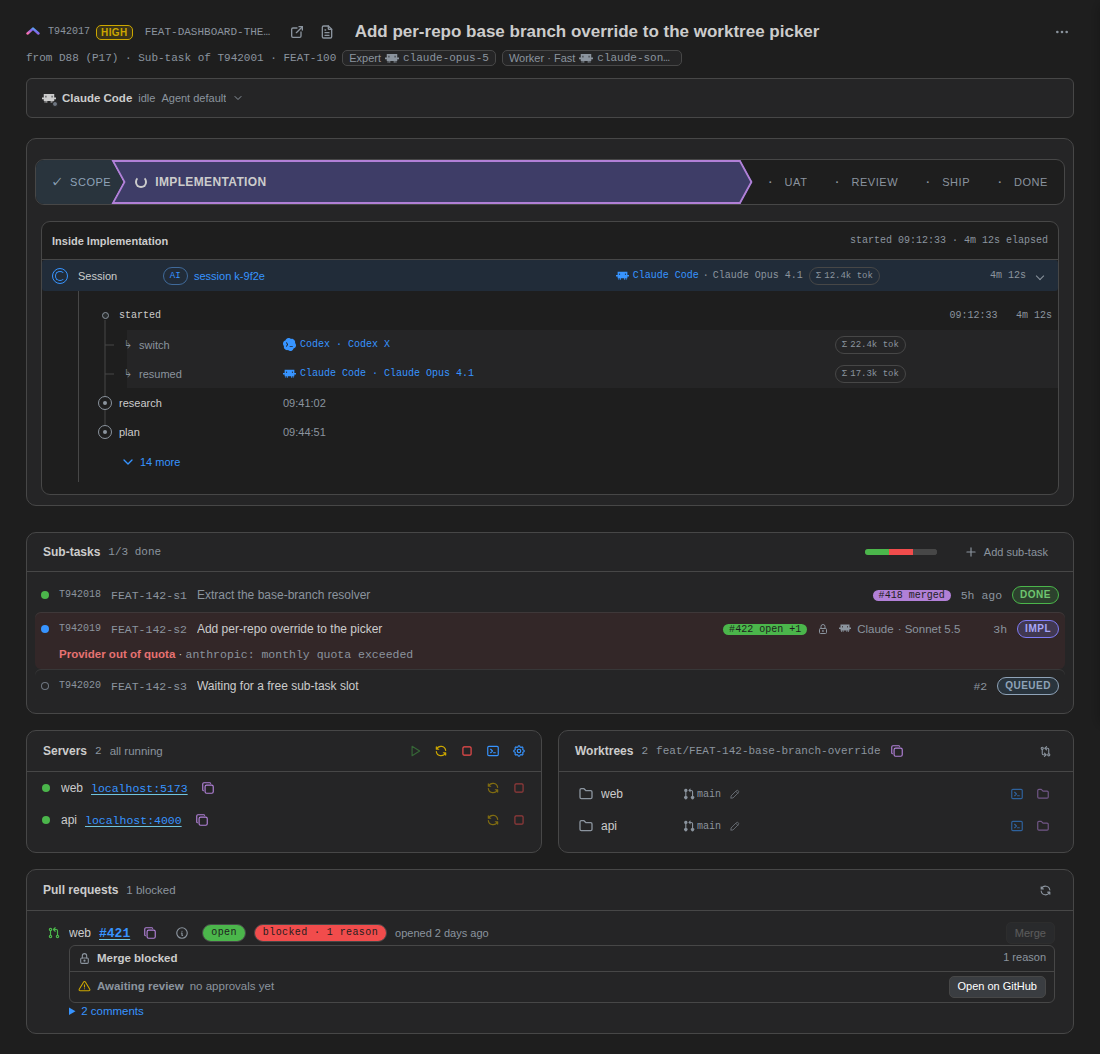 T942017 HIGH FEAT-DASHBOARD-THE… Add per-repo base branch override to the worktree picker
from D88 (P17) · Sub-task of T942001 · FEAT-100 Expert claude-opus-5 Worker · Fast claude-son…
Claude Code idle Agent default
SCOPE IMPLEMENTATION · UAT · REVIEW · SHIP · DONE
Inside Implementation started 09:12:33 · 4m 12s elapsed
Session AI session k-9f2e Claude Code · Claude Opus 4.1 Σ 12.4k tok 4m 12s
started 09:12:33 4m 12s
↳ switch Codex · Codex X Σ 22.4k tok
↳ resumed Claude Code · Claude Opus 4.1 Σ 17.3k tok
research 09:41:02
plan 09:44:51
14 more
Sub-tasks 1/3 done Add sub-task
T942018 FEAT-142-s1 Extract the base-branch resolver #418 merged 5h ago DONE
T942019 FEAT-142-s2 Add per-repo override to the picker #422 open +1 Claude · Sonnet 5.5 3h IMPL
Provider out of quota · anthropic: monthly quota exceeded
T942020 FEAT-142-s3 Waiting for a free sub-task slot #2 QUEUED
Servers 2 all running
web localhost:5173
api localhost:4000
Worktrees 2 feat/FEAT-142-base-branch-override
web main
api main
Pull requests 1 blocked
web #421 open blocked · 1 reason opened 2 days ago Merge
Merge blocked 1 reason
Awaiting review no approvals yet Open on GitHub
2 comments